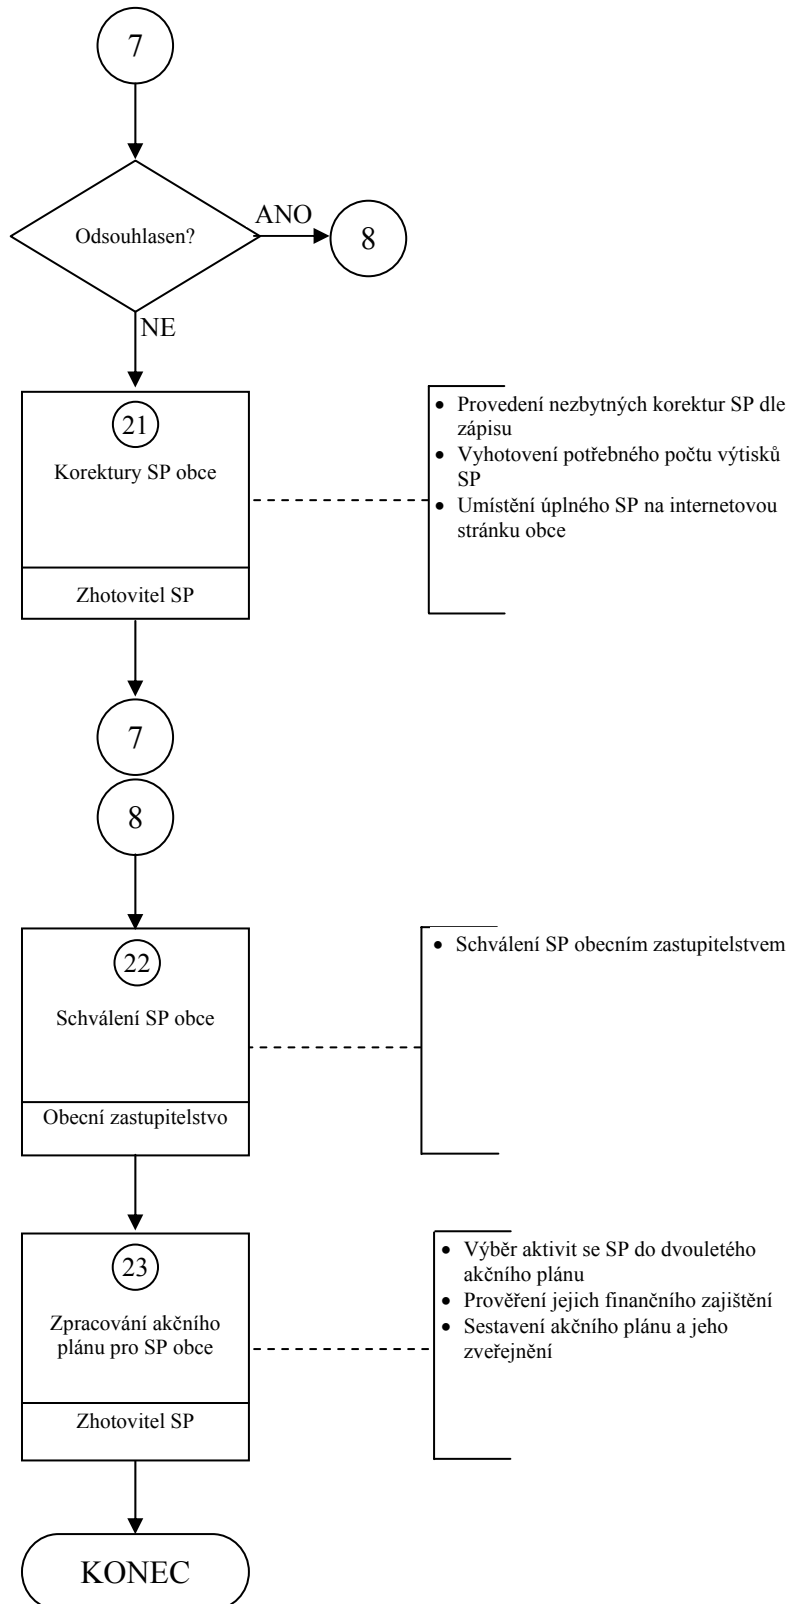 7
Odsouhlasen?
ANO
8
NE
21
Korektury SP obce
Zhotovitel SP
• Provedení nezbytných korektur SP dle
zápisu
• Vyhotovení potřebného počtu výtisků
SP
• Umístění úplného SP na internetovou
stránku obce
7
8
22
Schválení SP obce
Obecní zastupitelstvo
• Schválení SP obecním zastupitelstvem
23
Zpracování akčního
plánu pro SP obce
Zhotovitel SP
• Výběr aktivit se SP do dvouletého
akčního plánu
• Prověření jejich finančního zajištění
• Sestavení akčního plánu a jeho
zveřejnění
KONEC